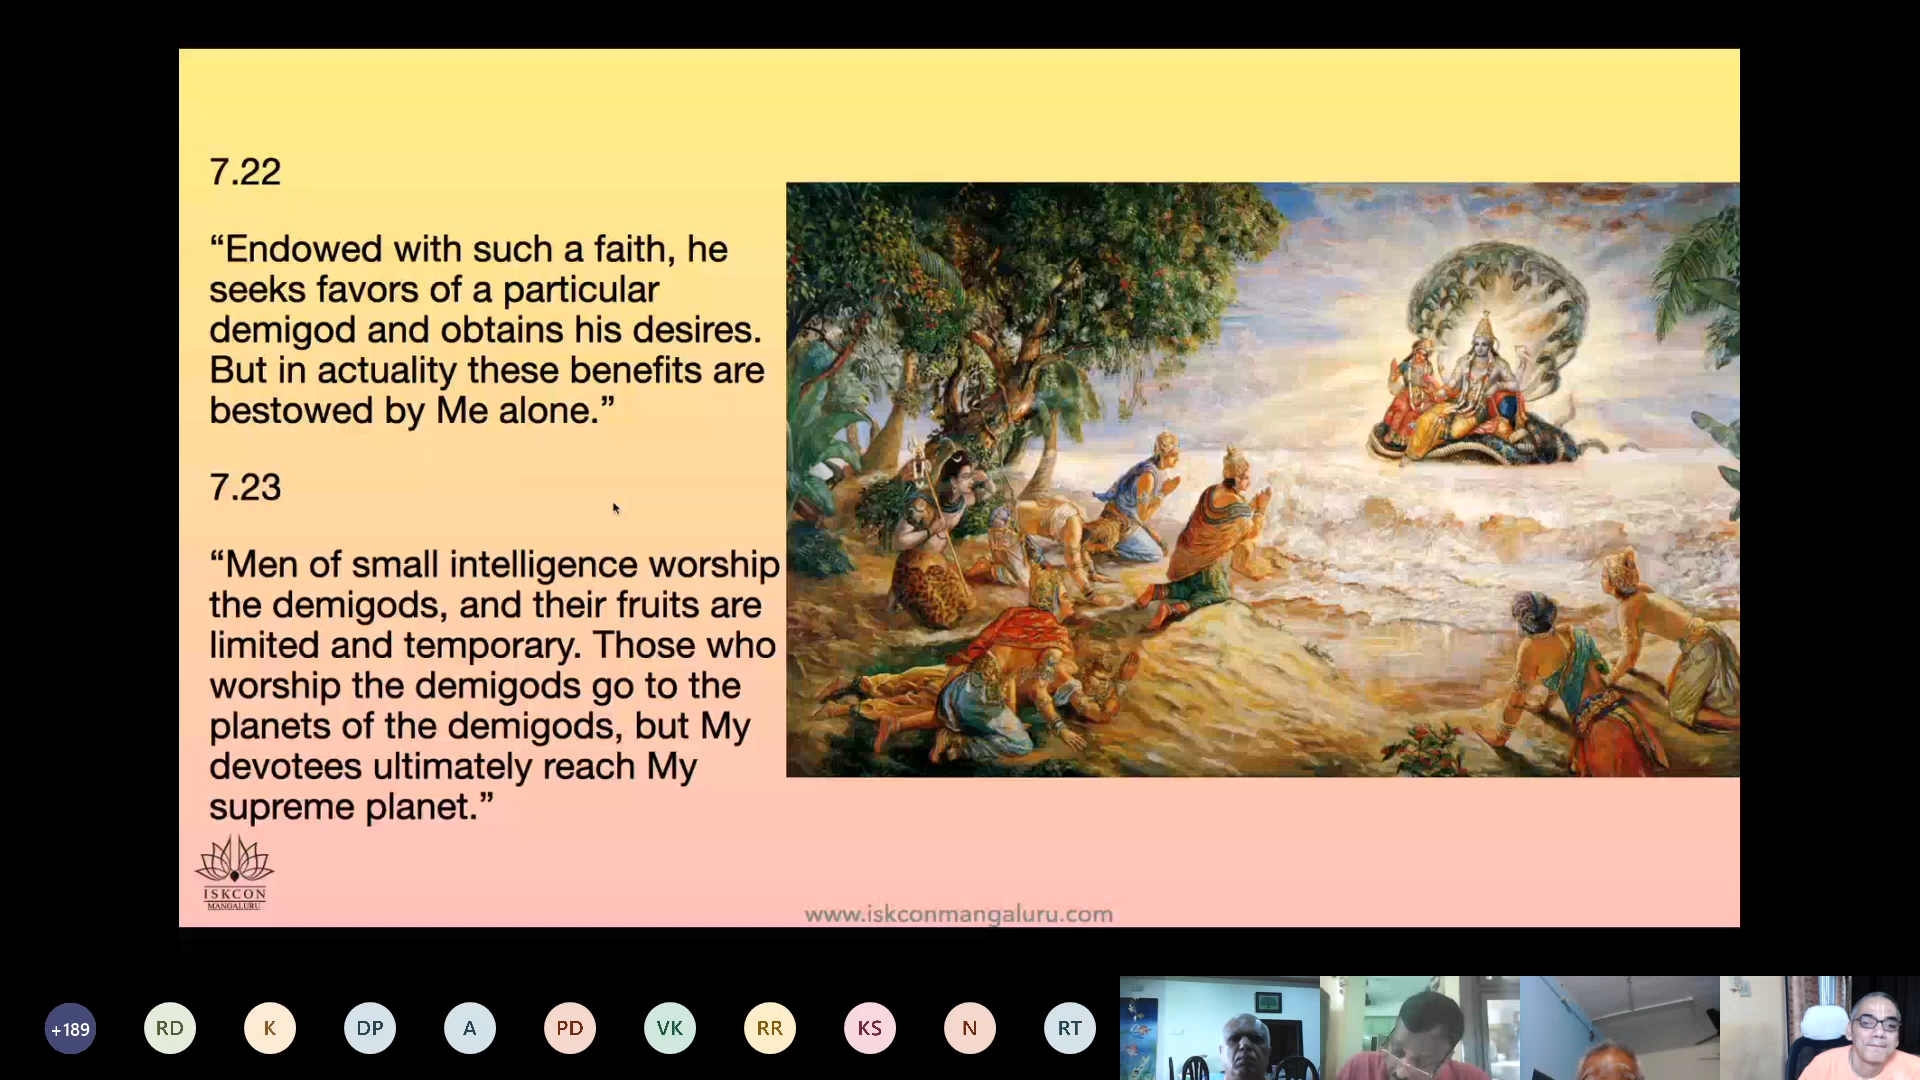 7.22
“Endowed with such a faith, he
seeks favors of a particular
demigod and obtains his desires.
But in actuality these benefits are
bestowed by Me alone.”
7.23
“Men of small intelligence worship
the demigods, and their fruits are
limited and temporary. Those who
worship the demigods go to the
planets of the demigods, but My
devotees ultimately reach My
supreme planet.”
ISKCON
MANGALURU
www.iskconmangaluru.com
+189
RD
K
DP
A
PD
VK
RR
KS
N
RT